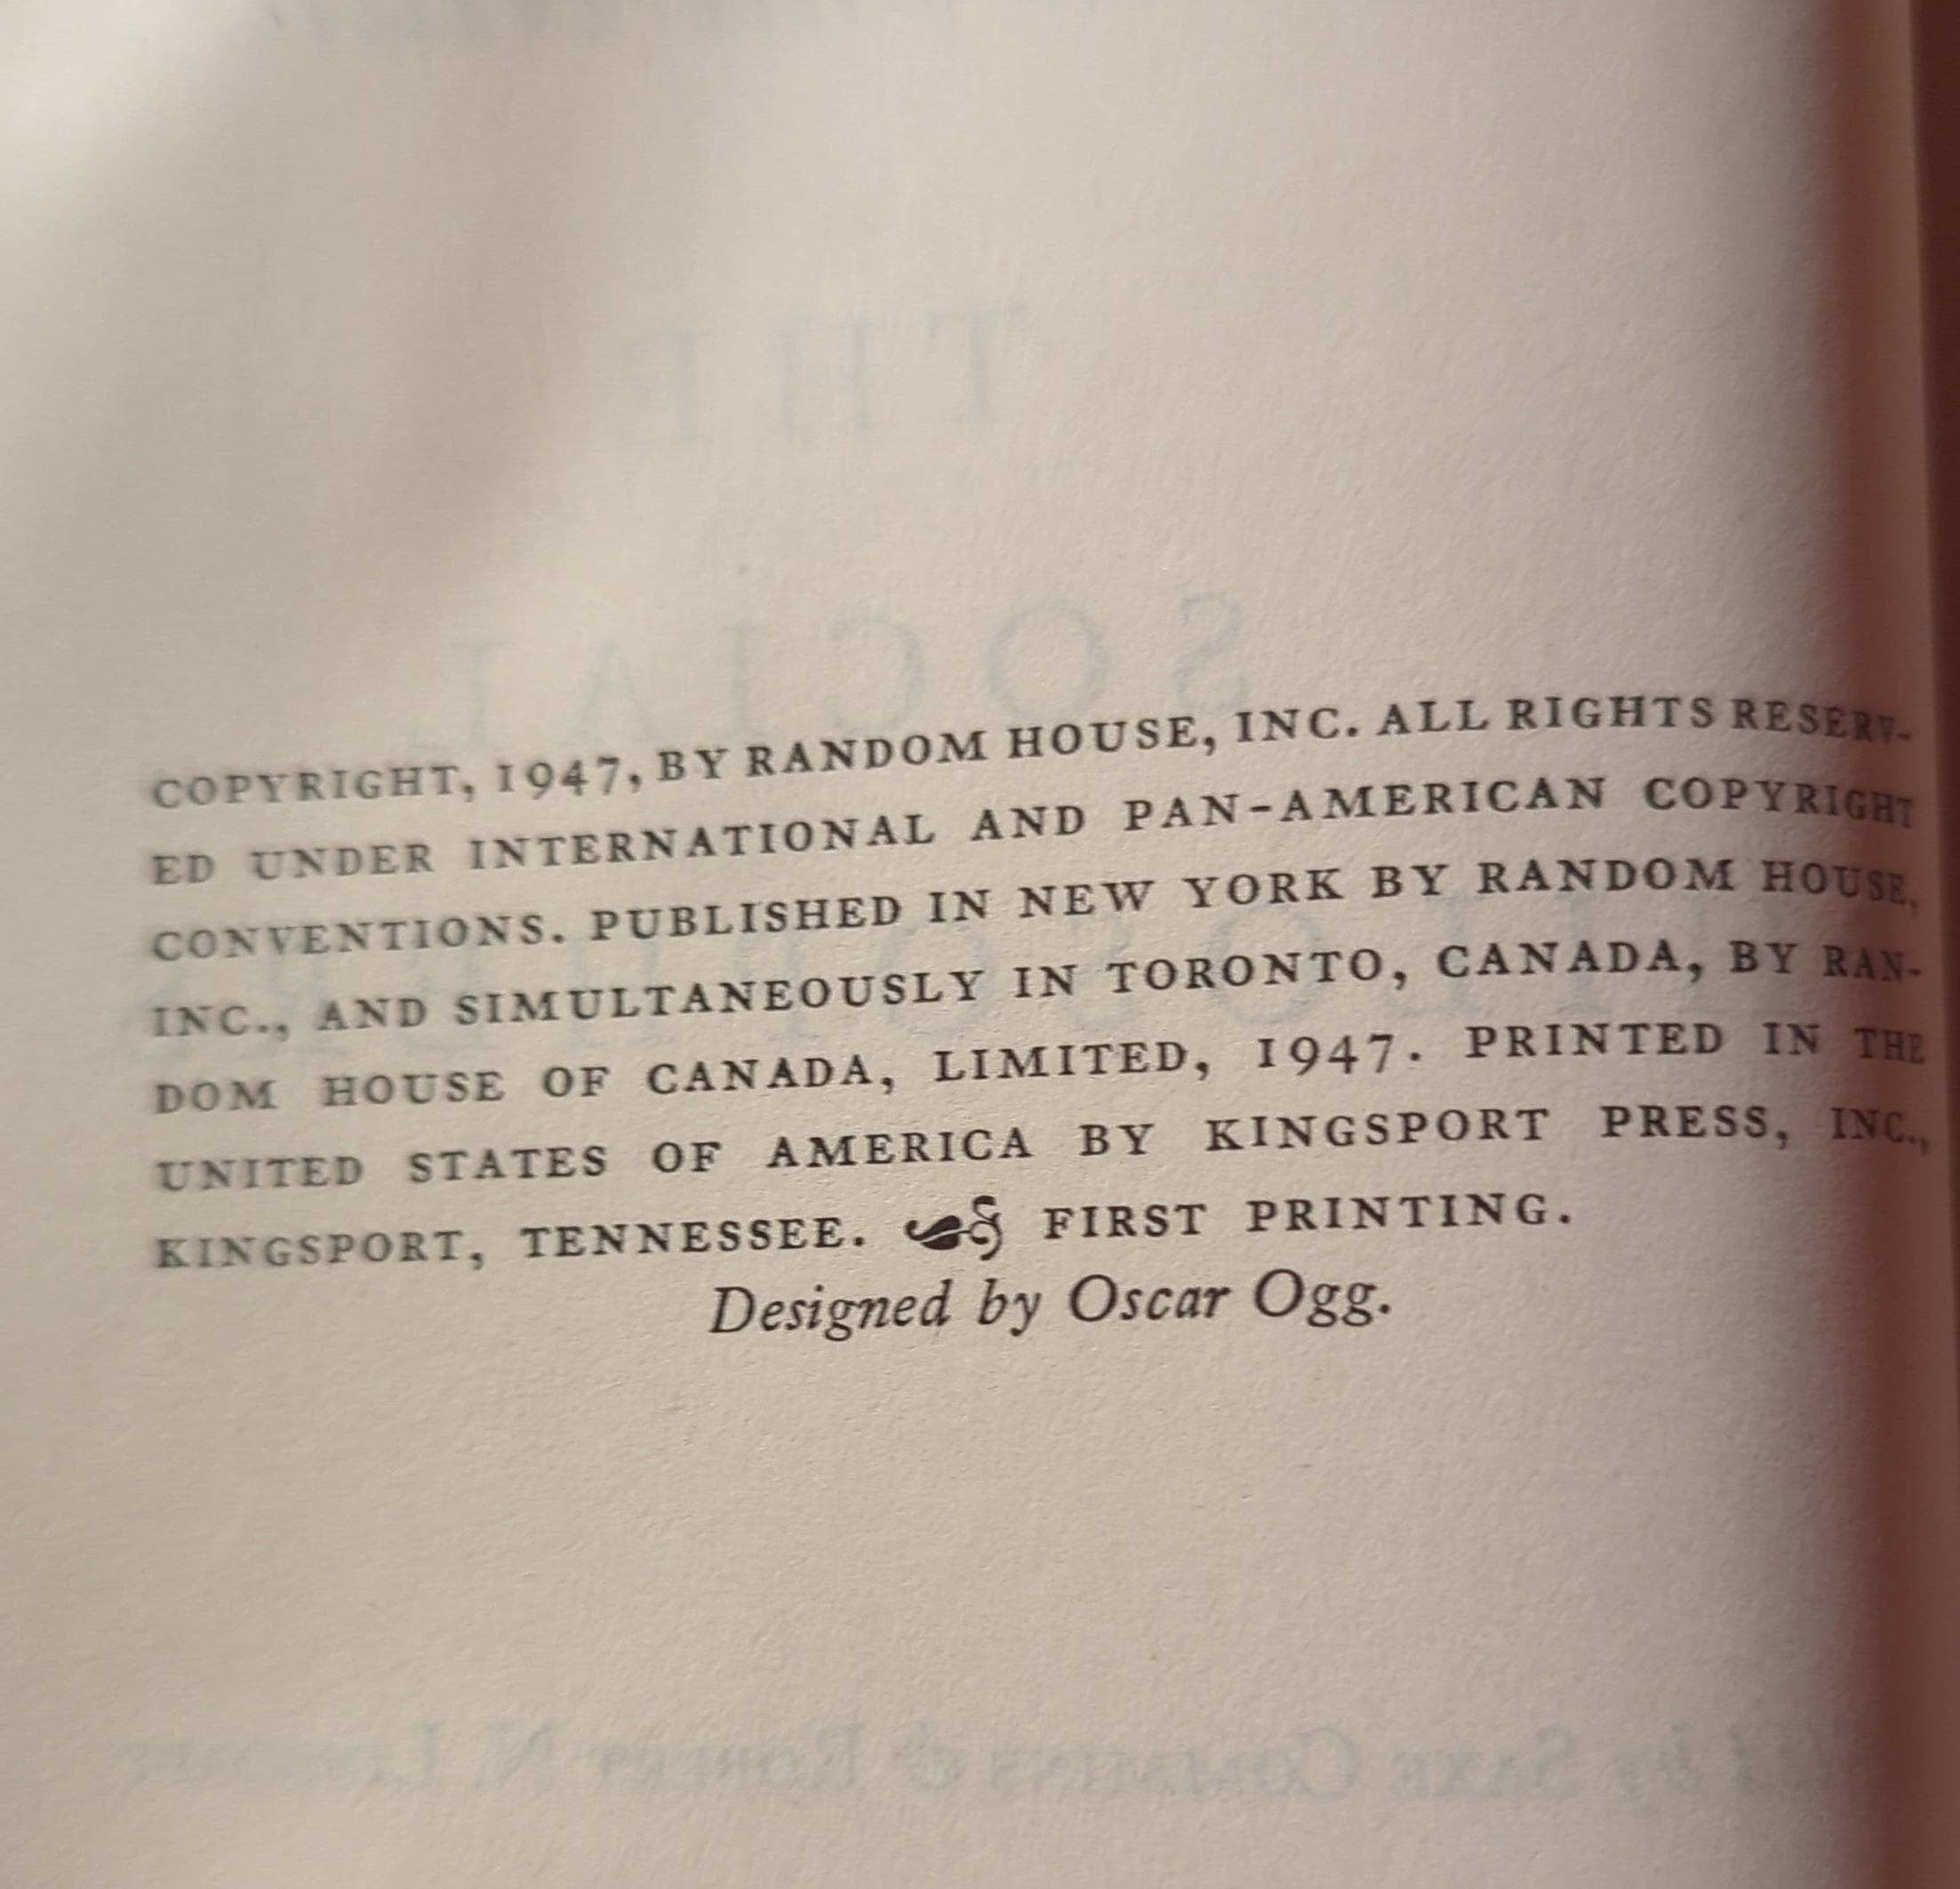 COPYRIGHT, 1947, BY RANDOM HOUSE, INC. ALL RIGHTS RESERV-
ED UNDER INTERNATIONAL AND PAN-AMERICAN COPYRIGHT
CONVENTIONS. PUBLISHED IN NEW YORK BY RANDOM HOUSE,
INC., AND SIMULTANEOUSLY IN TORONTO, CANADA, BY RAN-
DOM HOUSE OF CANADA, LIMITED, 1947. PRINTED IN THE
UNITED STATES OF AMERICA BY KINGSPORT PRESS, INC.,
KINGSPORT, TENNESSEE. ❧ FIRST PRINTING.
Designed by Oscar Ogg.